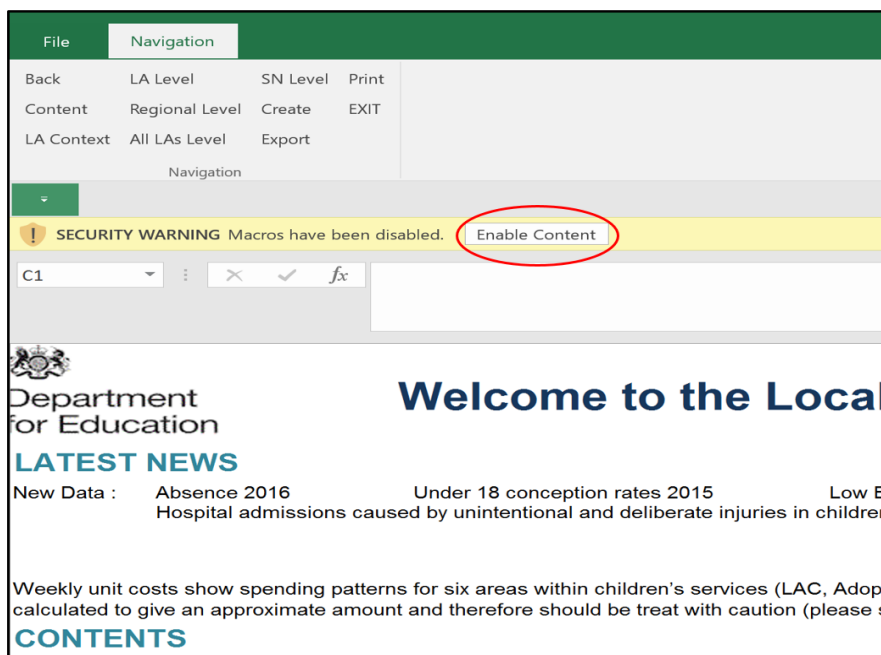 File Navigation
Back LA Level SN Level Print
Content Regional Level Create EXIT
LA Context All LAs Level Export
Navigation
! SECURITY WARNING Macros have been disabled. Enable Content
C1 fx
Department
for Education
Welcome to the Local
LATEST NEWS
New Data : Absence 2016 Under 18 conception rates 2015 Low
Hospital admissions caused by unintentional and deliberate injuries in children
Weekly unit costs show spending patterns for six areas within children's services (LAC, Adop
calculated to give an approximate amount and therefore should be treat with caution (please s
CONTENTS